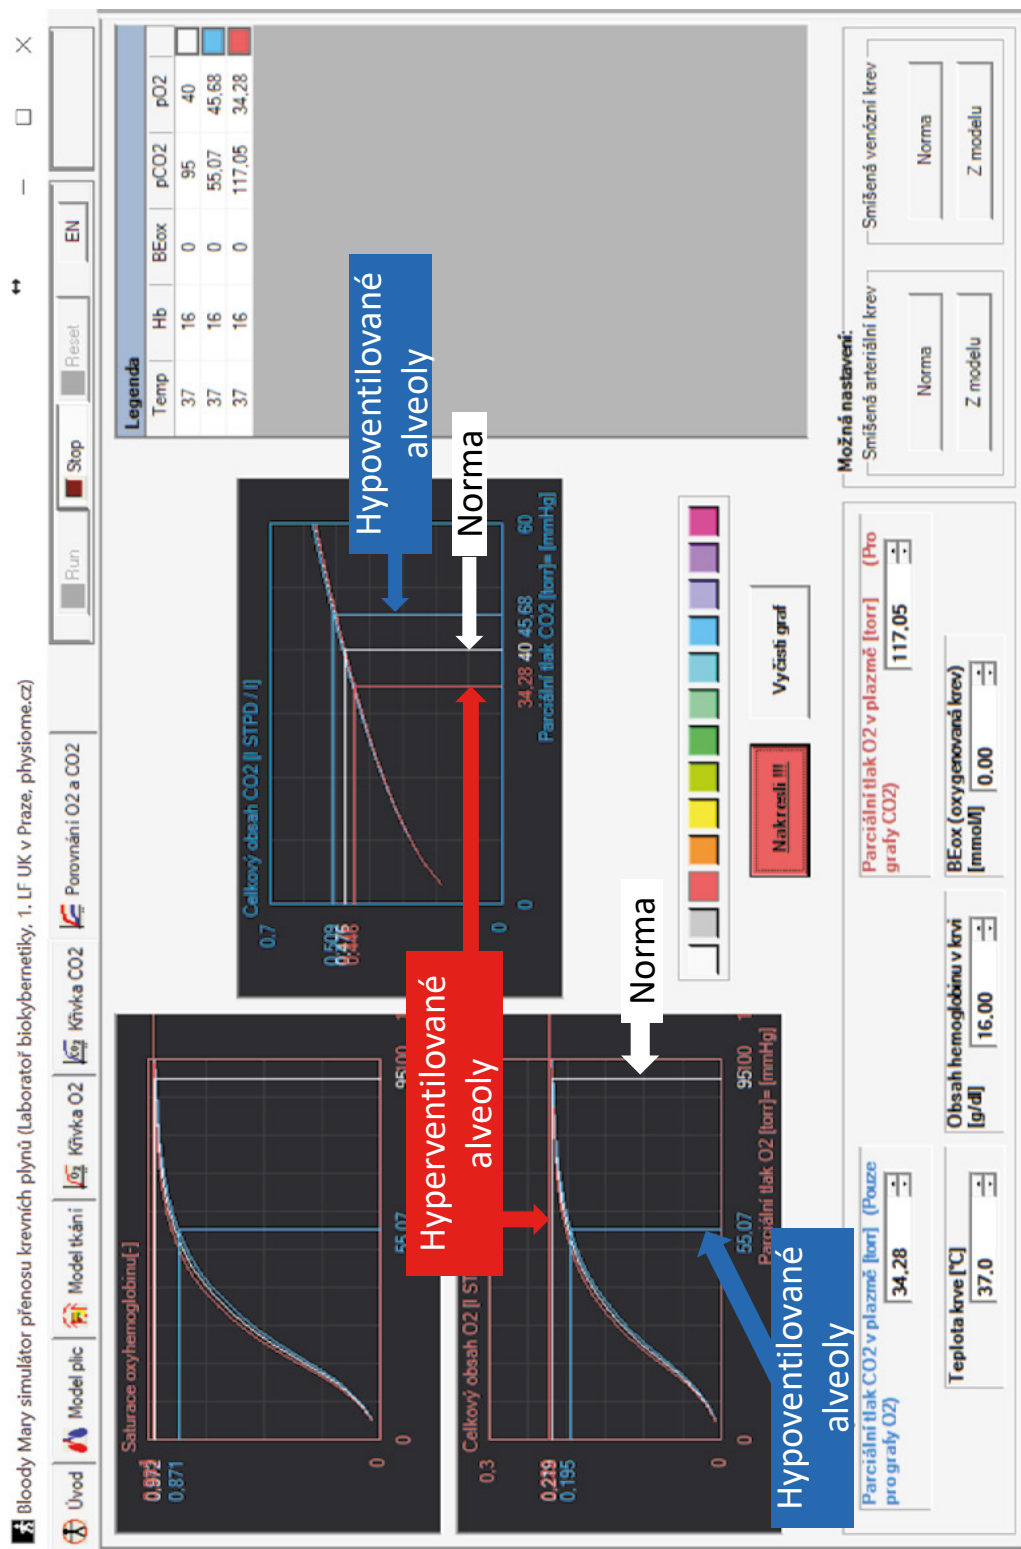 Bloody Mary simulátor přenosu krevních plynů (Laboratoř biokybernetiky, 1. LF UK v Praze, physiome.cz)
Úvod
Model plic
Model tkání
Křivka O2
Křivka CO2
Porovnání O2 a CO2
Run
Stop
Reset
EN
Saturace oxyhemoglobinu[-]
0,972
0,871
0
0
55,07
95
100
Celkový obsah O2 [l ST
0,3
0,219
0,195
0
0
55,07
95
100
Parciální tlak O2 [torr]= [mmHg]
Celkový obsah CO2 [l STPD / l]
0,7
0,509
0,476
0,446
0
0
34,28
40
45,68
60
Parciální tlak CO2 [torr]= [mmHg]
Hyperventilované
alveoly
Hypoventilované
alveoly
Norma
Norma
Hypoventilované
alveoly
Legenda
Temp Hb BEox pCO2 pO2
37 16 0 95 40
37 16 0 55,07 45,68
37 16 0 117,05 34,28
Nakresli !!!
Vyčisti graf
Parciální tlak CO2 v plazmě [torr] (Pouze
pro grafy O2)
34,28
Parciální tlak O2 v plazmě [torr] (Pro
grafy CO2)
117,05
Teplota krve [°C]
37.0
Obsah hemoglobinu v krvi
[g/dl]
16.00
BEox (oxygenovaná krev)
[mmol/l]
0.00
Možná nastavení:
Smíšená arteriální krev
Norma
Z modelu
Smíšená venózní krev
Norma
Z modelu